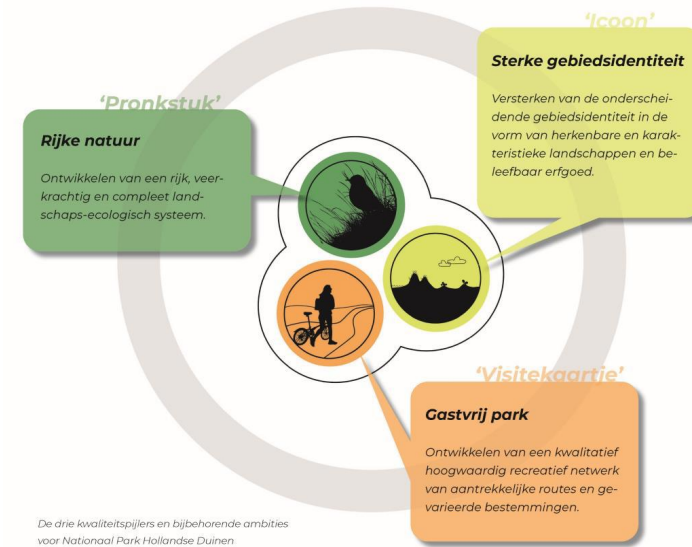 'Pronkstuk'
Rijke natuur
Ontwikkelen van een rijk, veer-
krachtig en compleet land-
schaps-ecologisch systeem.
'Icoon'
Sterke gebiedsidentiteit
Versterken van de onderschei-
dende gebiedsidentiteit in de
vorm van herkenbare en karak-
teristieke landschappen en be-
leefbaar erfgoed.
'Visitekaartje'
Gastvrij park
Ontwikkelen van een kwalitatief
hoogwaardig recreatief netwerk
van aantrekkelijke routes en ge-
varieerde bestemmingen.
De drie kwaliteitspijlers en bijbehorende ambities
voor Nationaal Park Hollandse Duinen